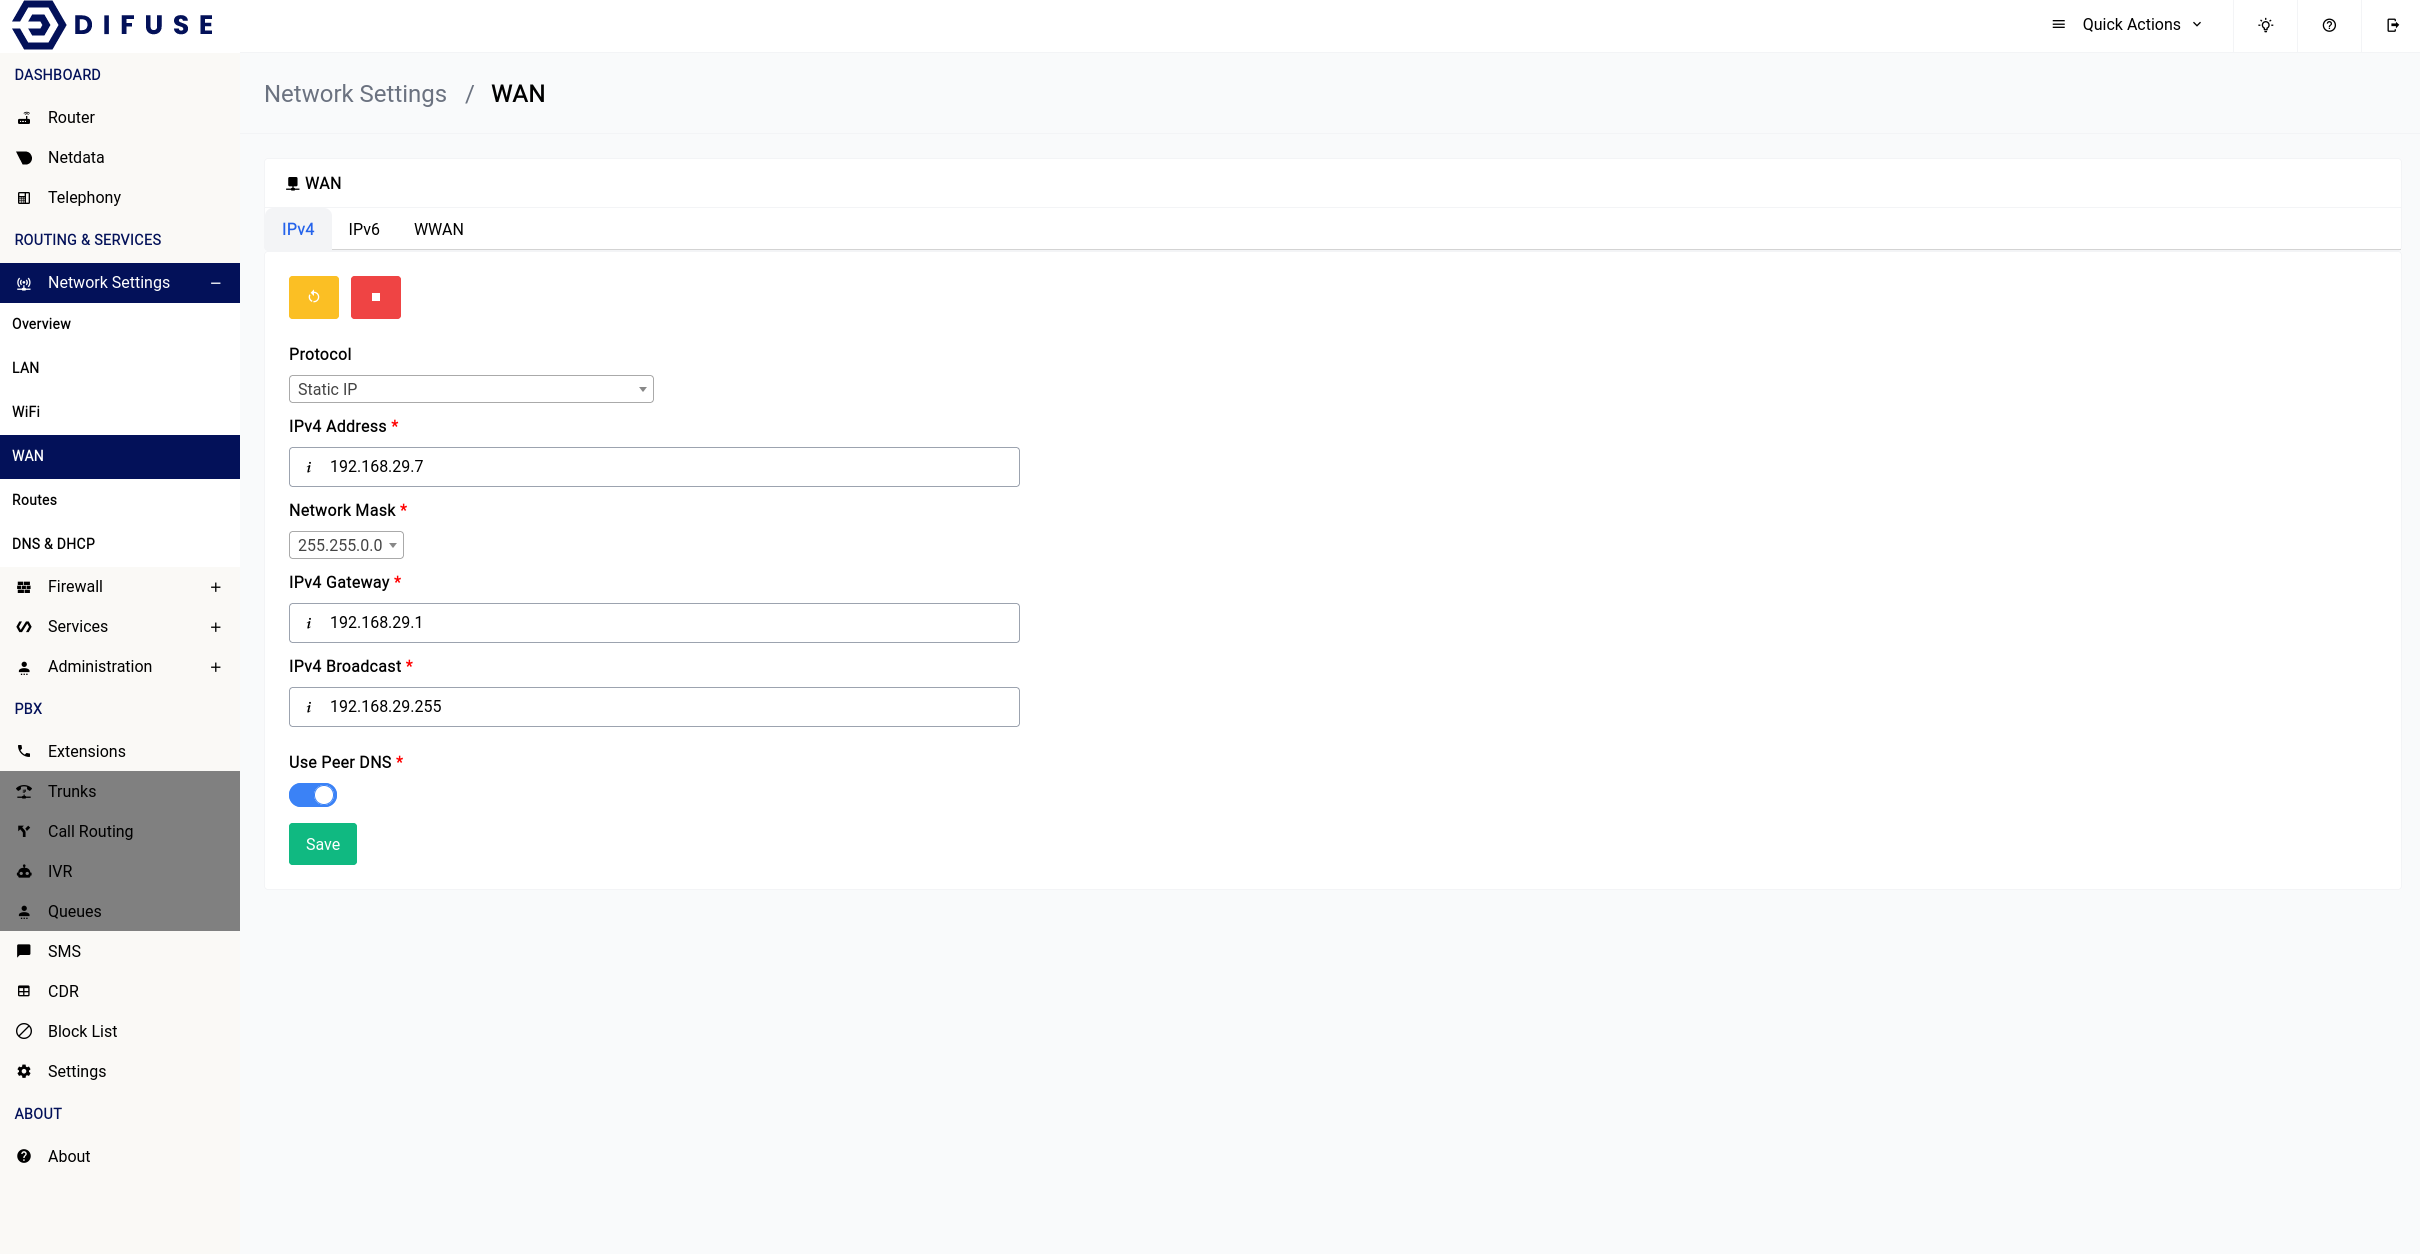 DIFUSE
Quick Actions
DASHBOARD
Router
Netdata
Telephony
ROUTING & SERVICES
Network Settings
Overview
LAN
WiFi
WAN
Routes
DNS & DHCP
Firewall
Services
Administration
PBX
Extensions
Trunks
Call Routing
IVR
Queues
SMS
CDR
Block List
Settings
ABOUT
About
Network Settings / WAN
WAN
IPv4 IPv6 WWAN
Protocol
Static IP
IPv4 Address *
i 192.168.29.7
Network Mask *
255.255.0.0
IPv4 Gateway *
i 192.168.29.1
IPv4 Broadcast *
i 192.168.29.255
Use Peer DNS *
Save